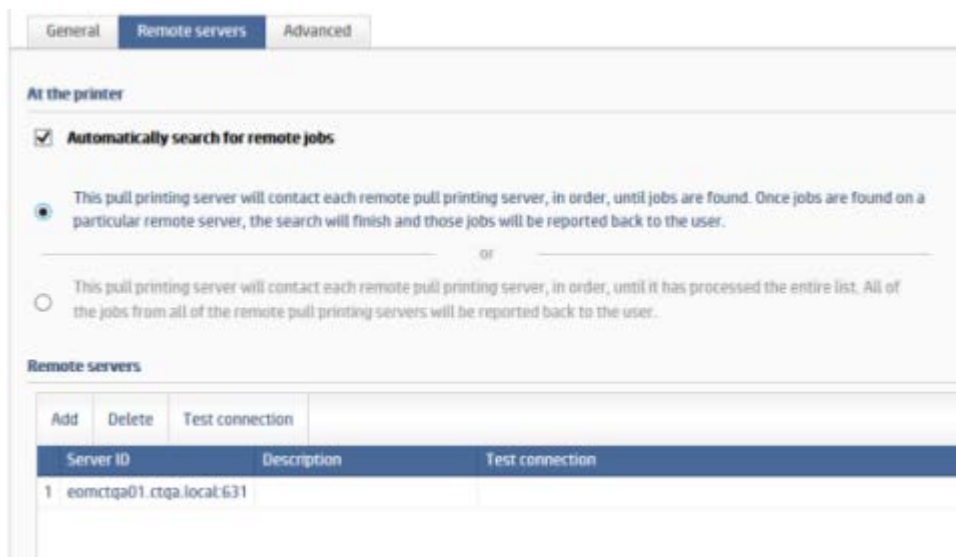 General Remote servers Advanced
At the printer
Automatically search for remote jobs
This pull printing server will contact each remote pull printing server, in order, until jobs are found. Once jobs are found on a
particular remote server, the search will finish and those jobs will be reported back to the user.
or
This pull printing server will contact each remote pull printing server, in order, until it has processed the entire list. All of
the jobs from all of the remote pull printing servers will be reported back to the user.
Remote servers
Add Delete Test connection
Server ID Description Test connection
1 eomctqa01.ctqa.local:631